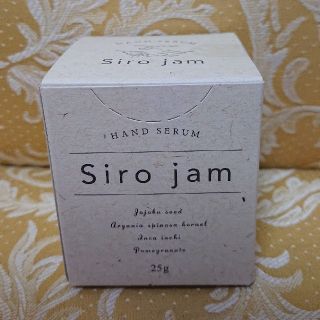 Siro jam
HAND SERUM
Siro jam
Jojoba seed
Argania spinosa kernel
Inca inchi
Pomegranate
25g